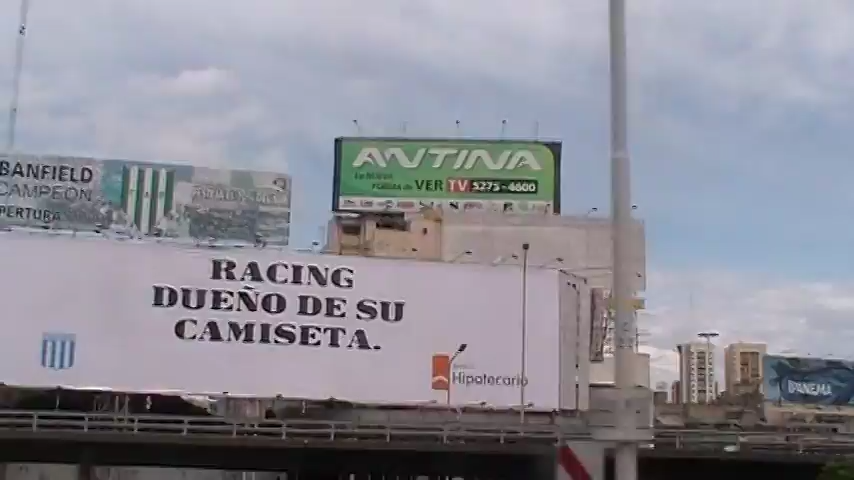 BANFIELD
CAMPEON
PERTURA
ANTINA
VER TV 5275-4600
RACING
DUEÑO DE SU
CAMISETA.
Hipotecario
IPANEMA